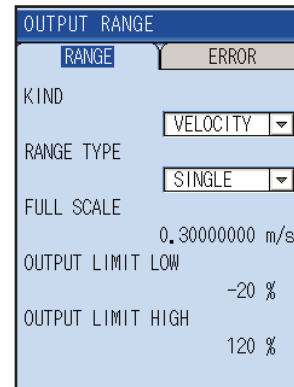 OUTPUT RANGE
RANGE ERROR
KIND
VELOCITY
RANGE TYPE
SINGLE
FULL SCALE
0.30000000 m/s
OUTPUT LIMIT LOW
-20 %
OUTPUT LIMIT HIGH
120 %